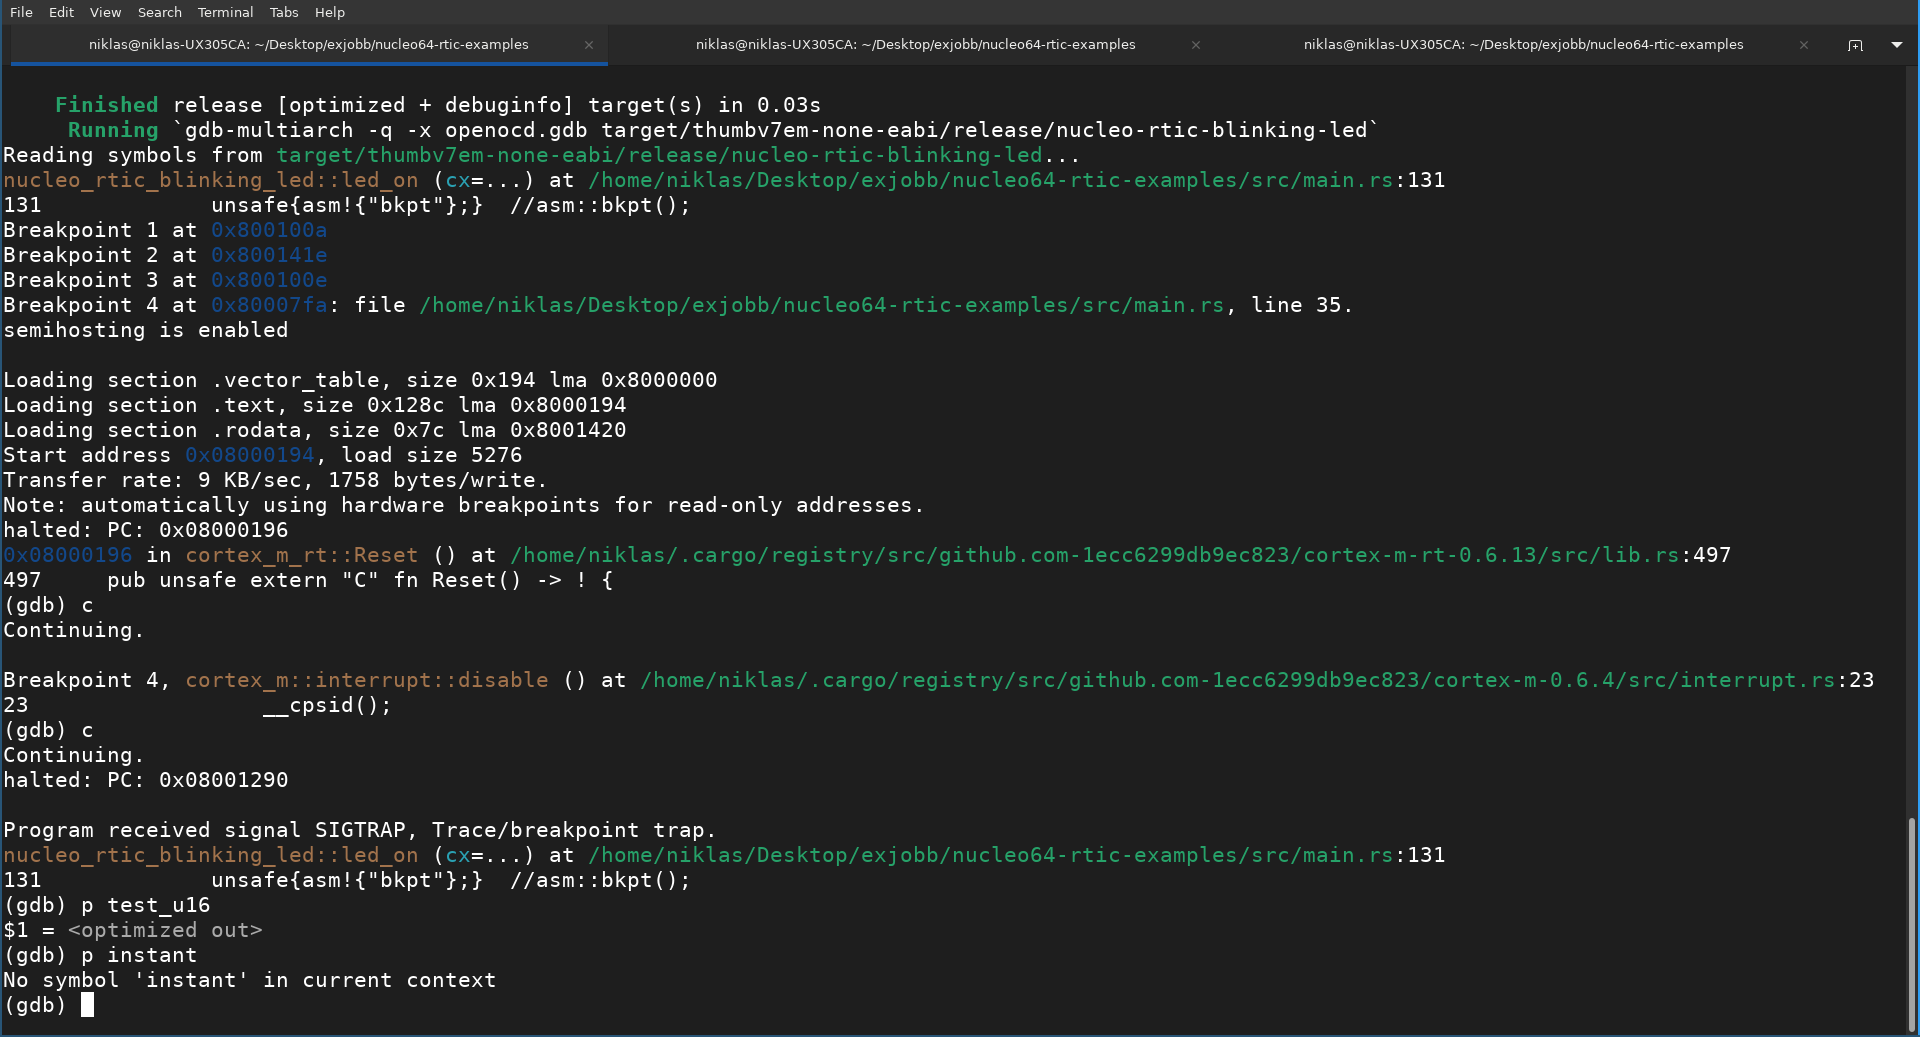 File Edit View Search Terminal Tabs Help
niklas@niklas-UX305CA: ~/Desktop/exjobb/nucleo64-rtic-examples × niklas@niklas-UX305CA: ~/Desktop/exjobb/nucleo64-rtic-examples × niklas@niklas-UX305CA: ~/Desktop/exjobb/nucleo64-rtic-examples ×
    Finished release [optimized + debuginfo] target(s) in 0.03s
     Running `gdb-multiarch -q -x openocd.gdb target/thumbv7em-none-eabi/release/nucleo-rtic-blinking-led`
Reading symbols from target/thumbv7em-none-eabi/release/nucleo-rtic-blinking-led...
nucleo_rtic_blinking_led::led_on (cx=...) at /home/niklas/Desktop/exjobb/nucleo64-rtic-examples/src/main.rs:131
131             unsafe{asm!{"bkpt"};}  //asm::bkpt();
Breakpoint 1 at 0x800100a
Breakpoint 2 at 0x800141e
Breakpoint 3 at 0x800100e
Breakpoint 4 at 0x80007fa: file /home/niklas/Desktop/exjobb/nucleo64-rtic-examples/src/main.rs, line 35.
semihosting is enabled
Loading section .vector_table, size 0x194 lma 0x8000000
Loading section .text, size 0x128c lma 0x8000194
Loading section .rodata, size 0x7c lma 0x8001420
Start address 0x08000194, load size 5276
Transfer rate: 9 KB/sec, 1758 bytes/write.
Note: automatically using hardware breakpoints for read-only addresses.
halted: PC: 0x08000196
0x08000196 in cortex_m_rt::Reset () at /home/niklas/.cargo/registry/src/github.com-1ecc6299db9ec823/cortex-m-rt-0.6.13/src/lib.rs:497
497     pub unsafe extern "C" fn Reset() -> ! {
(gdb) c
Continuing.
Breakpoint 4, cortex_m::interrupt::disable () at /home/niklas/.cargo/registry/src/github.com-1ecc6299db9ec823/cortex-m-0.6.4/src/interrupt.rs:23
23                  __cpsid();
(gdb) c
Continuing.
halted: PC: 0x08001290
Program received signal SIGTRAP, Trace/breakpoint trap.
nucleo_rtic_blinking_led::led_on (cx=...) at /home/niklas/Desktop/exjobb/nucleo64-rtic-examples/src/main.rs:131
131             unsafe{asm!{"bkpt"};}  //asm::bkpt();
(gdb) p test_u16
$1 = <optimized out>
(gdb) p instant
No symbol 'instant' in current context
(gdb)